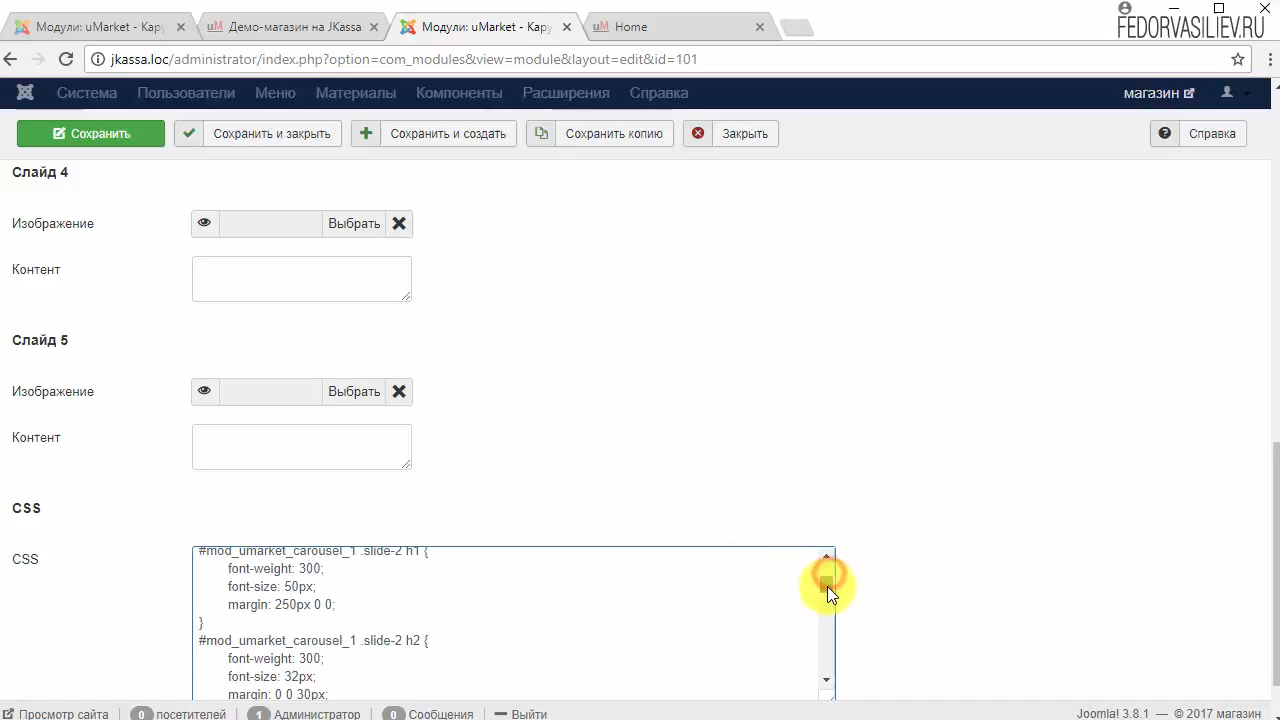 Модули: uMarket - Кару
uM Демо-магазин на JKassa
Модули: uMarket - Кару
uM Home
FEDORVASILIEV.RU
jkassa.loc/administrator/index.php?option=com_modules&view=module&layout=edit&id=101
Система Пользователи Меню Материалы Компоненты Расширения Справка магазин
Сохранить Сохранить и закрыть Сохранить и создать Сохранить копию Закрыть Справка
Слайд 4
Изображение Выбрать
Контент
Слайд 5
Изображение Выбрать
Контент
CSS
CSS
#mod_umarket_carousel_1 .slide-2 h1 {
font-weight: 300;
font-size: 50px;
margin: 250px 0 0;
}
#mod_umarket_carousel_1 .slide-2 h2 {
font-weight: 300;
font-size: 32px;
margin: 0 0 30px;
Просмотр сайта 0 посетителей 1 Администратор 0 Сообщения Выйти Joomla! 3.8.1 — © 2017 магазин